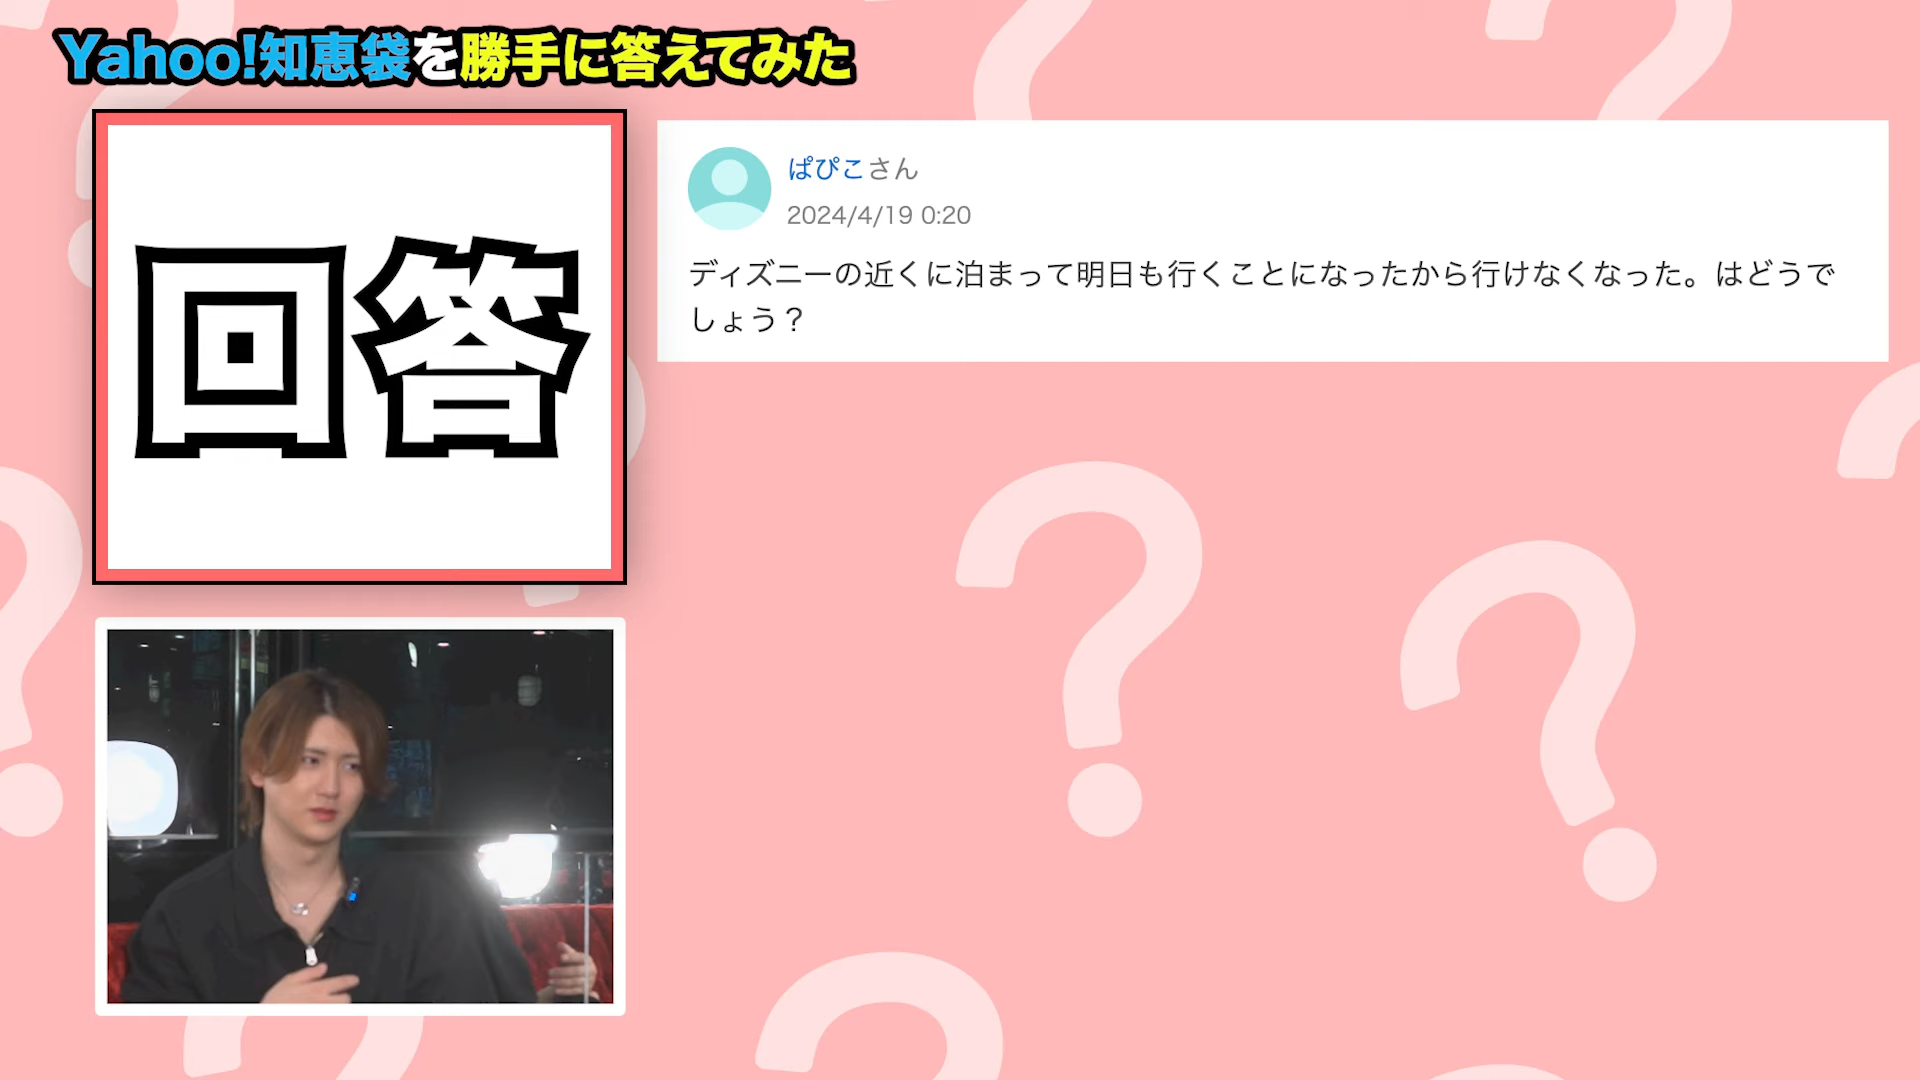 Yahoo!知恵袋を勝手に答えてみた
回答
ぱぴこさん
2024/4/19 0:20
ディズニーの近くに泊まって明日も行くことになったから行けなくなった。はどうで
しょう？